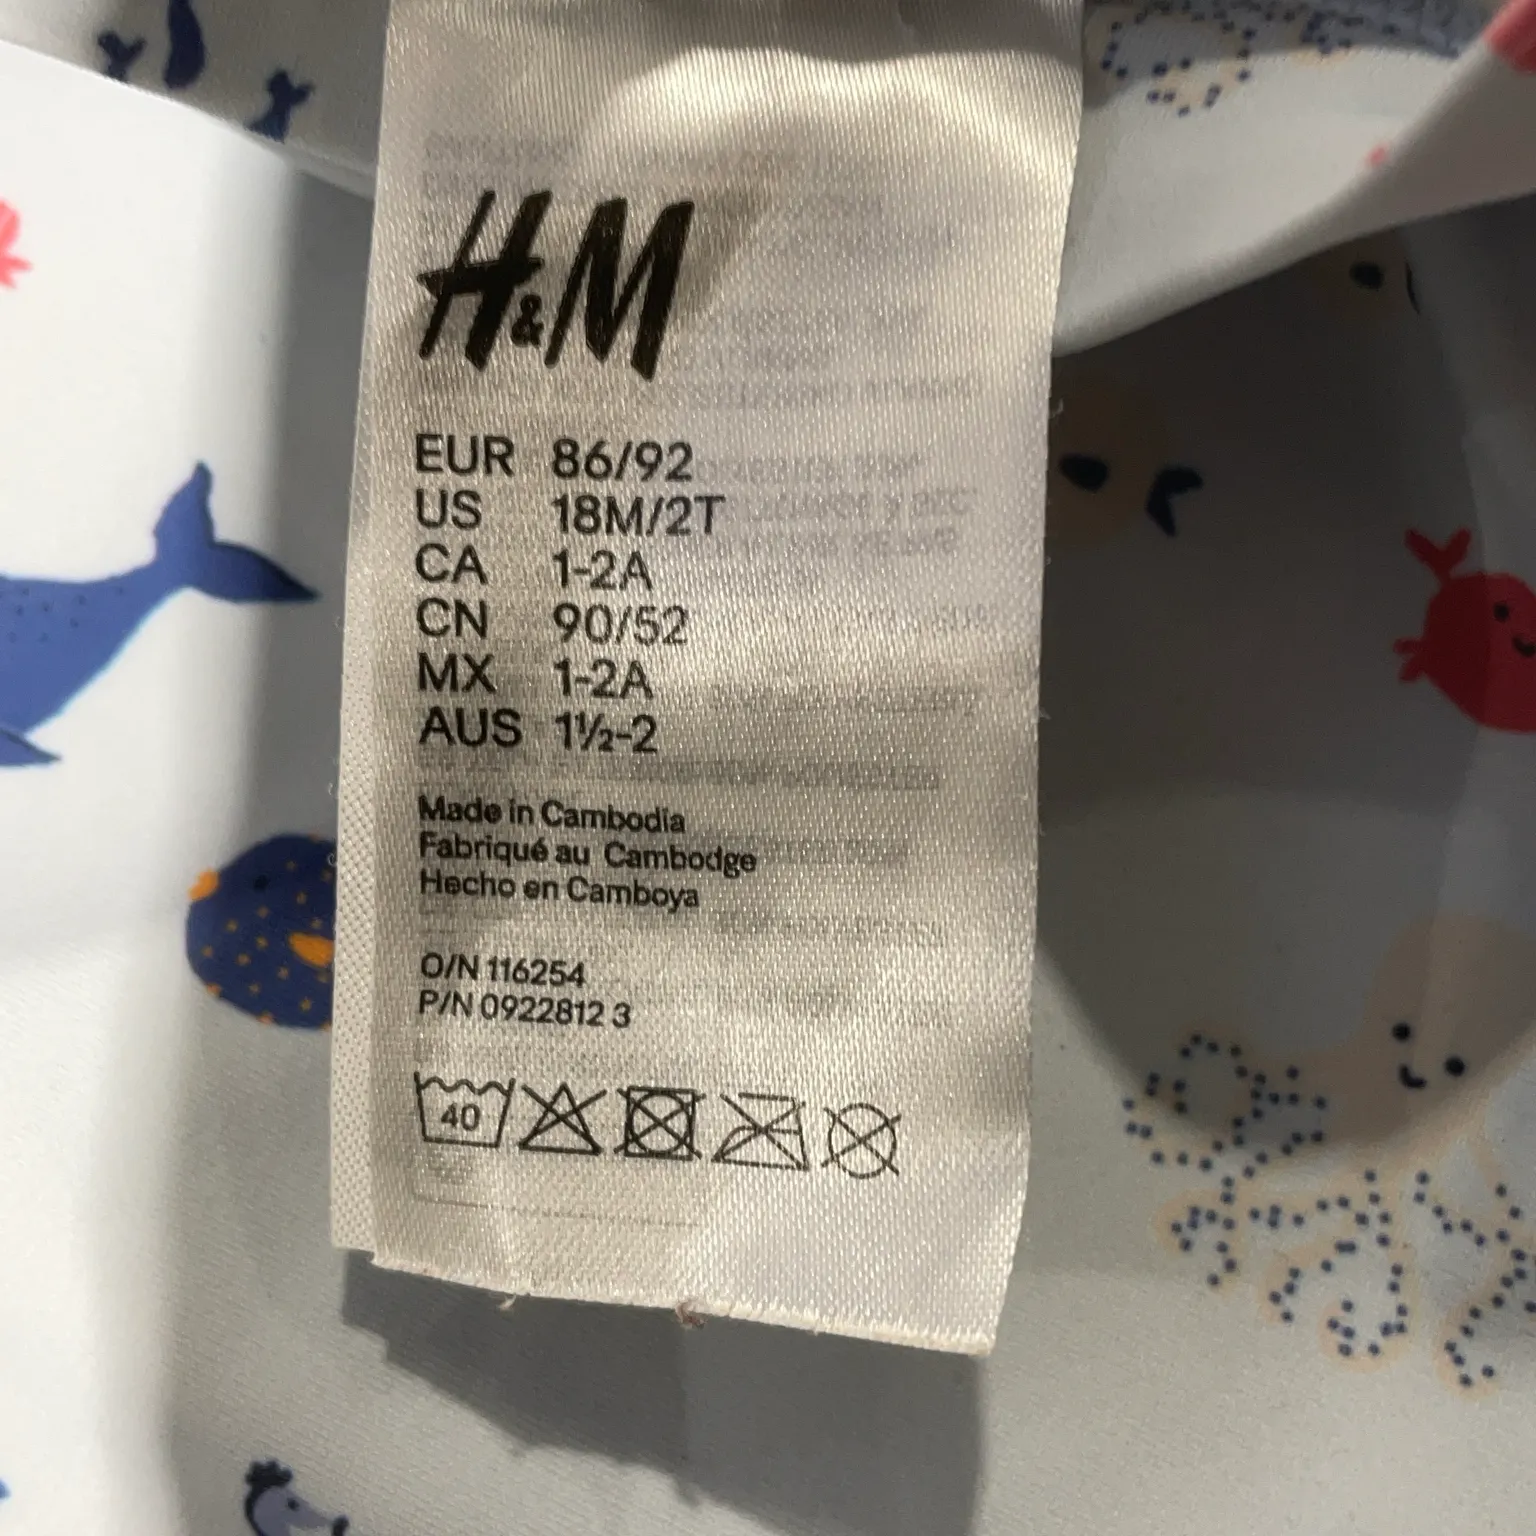 H&M
EUR 86/92
US 18M/2T
CA 1-2A
CN 90/52
MX 1-2A
AUS 1½-2
Made in Cambodia
Fabriqué au Cambodge
Hecho en Camboya
O/N 116254
P/N 0922812 3
40